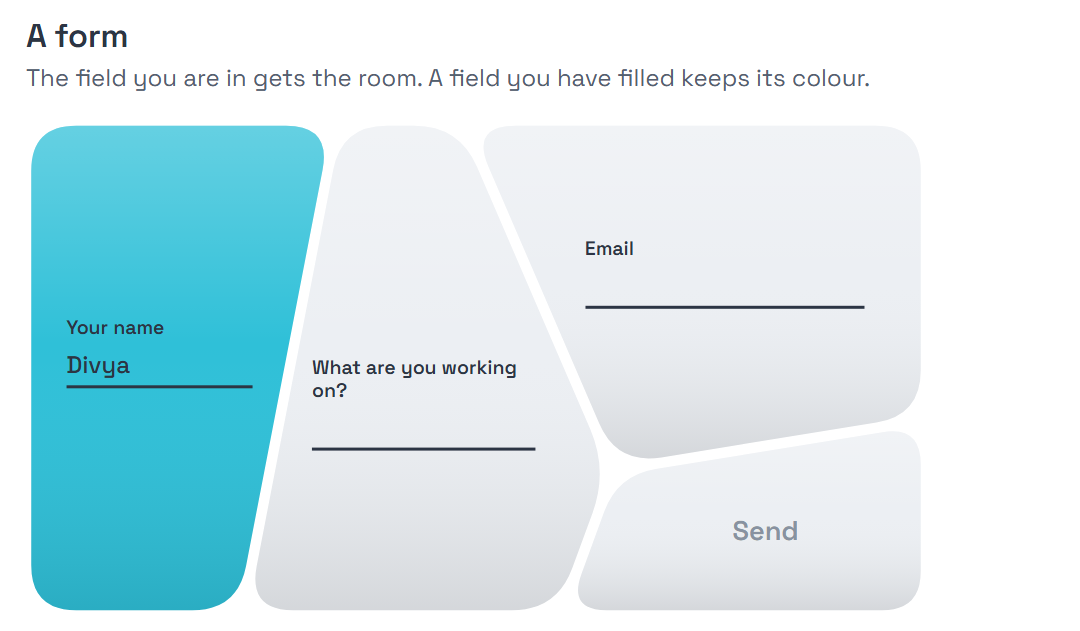 A form
The field you are in gets the room. A field you have filled keeps its colour.
Your name
Divya
What are you working
on?
Email
Send